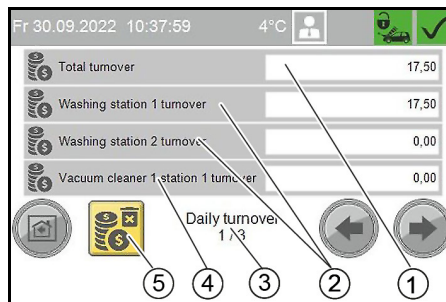 Fr 30.09.2022 10:37:59 4°C
Total turnover 17,50
Washing station 1 turnover 17,50
Washing station 2 turnover 0,00
Vacuum cleaner 1 station 1 turnover 0,00
Daily turnover
1 / 3
5 4 3 2 1